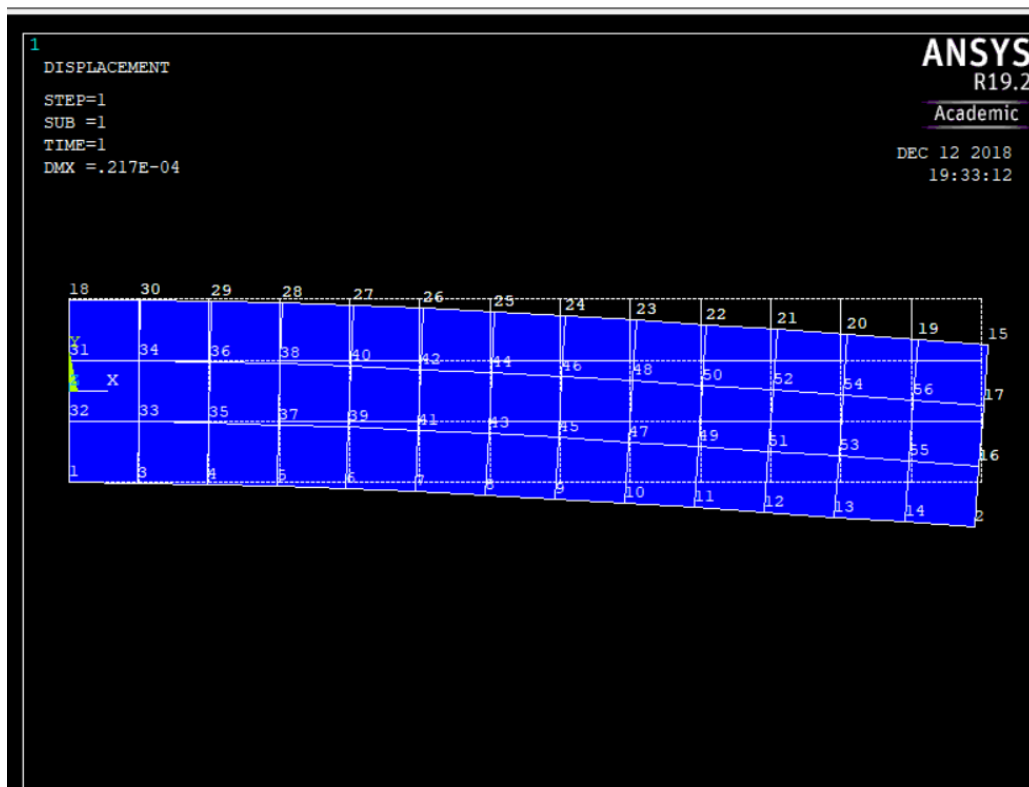 1
DISPLACEMENT
STEP=1
SUB =1
TIME=1
DMX =.217E-04
ANSYS
R19.2
Academic
DEC 12 2018
19:33:12
18 30 29 28 27 26 25 24 23 22 21 20 19 15
Y
31 34 36 38 40 42 44 46 48 50 52 54 56 17
X
32 33 35 37 39 41 43 45 47 49 51 53 55 16
1 3 4 5 6 7 8 9 10 11 12 13 14 2